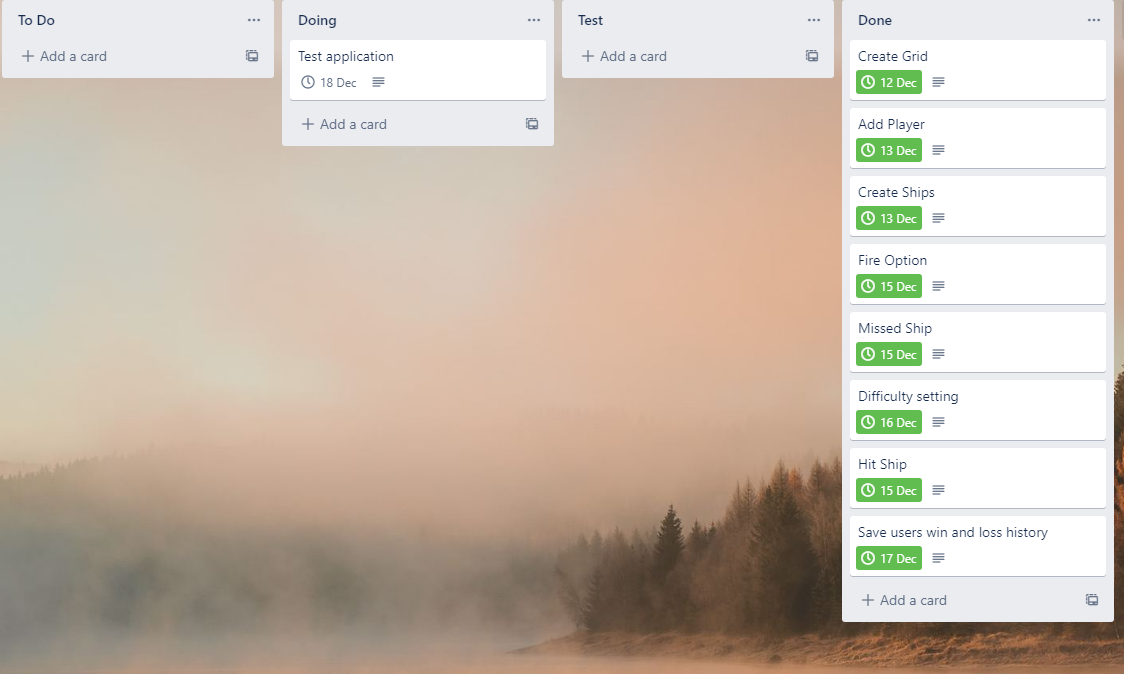 To Do
Add a card
Doing
Test application
18 Dec
Add a card
Test
Add a card
Done
Create Grid
12 Dec
Add Player
13 Dec
Create Ships
13 Dec
Fire Option
15 Dec
Missed Ship
15 Dec
Difficulty setting
16 Dec
Hit Ship
15 Dec
Save users win and loss history
17 Dec
Add a card